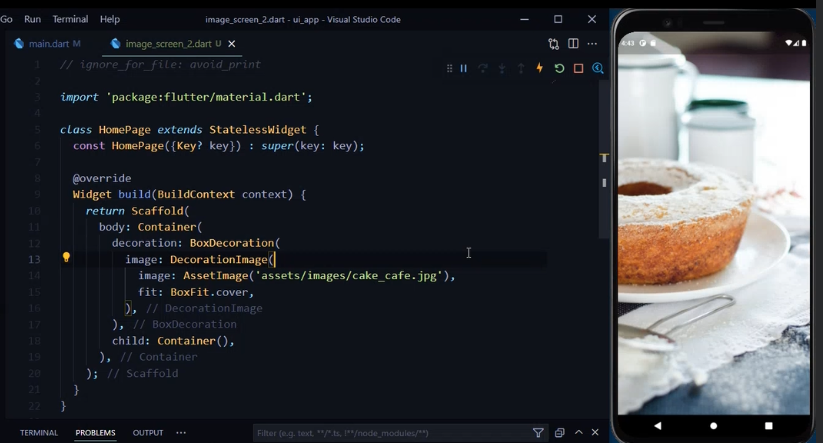 Go Run Terminal Help image_screen_2.dart - ui_app - Visual Studio Code
main.dart M image_screen_2.dart U
1 // ignore_for_file: avoid_print
2
3 import 'package:flutter/material.dart';
4
5 class HomePage extends StatelessWidget {
6 const HomePage({Key? key}) : super(key: key);
7
8 @override
9 Widget build(BuildContext context) {
10 return Scaffold(
11 body: Container(
12 decoration: BoxDecoration(
13 image: DecorationImage(
14 image: AssetImage('assets/images/cake_cafe.jpg'),
15 fit: BoxFit.cover,
16 ), // DecorationImage
17 ), // BoxDecoration
18 child: Container(),
19 ), // Container
20 ); // Scaffold
21 }
22 }
TERMINAL PROBLEMS OUTPUT ... Filter (e.g. text, **/*.ts, !**/node_modules/**)
4:43